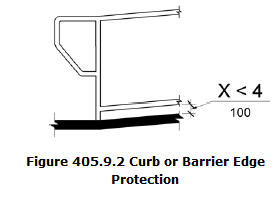 X < 4
100
Figure 405.9.2 Curb or Barrier Edge
Protection